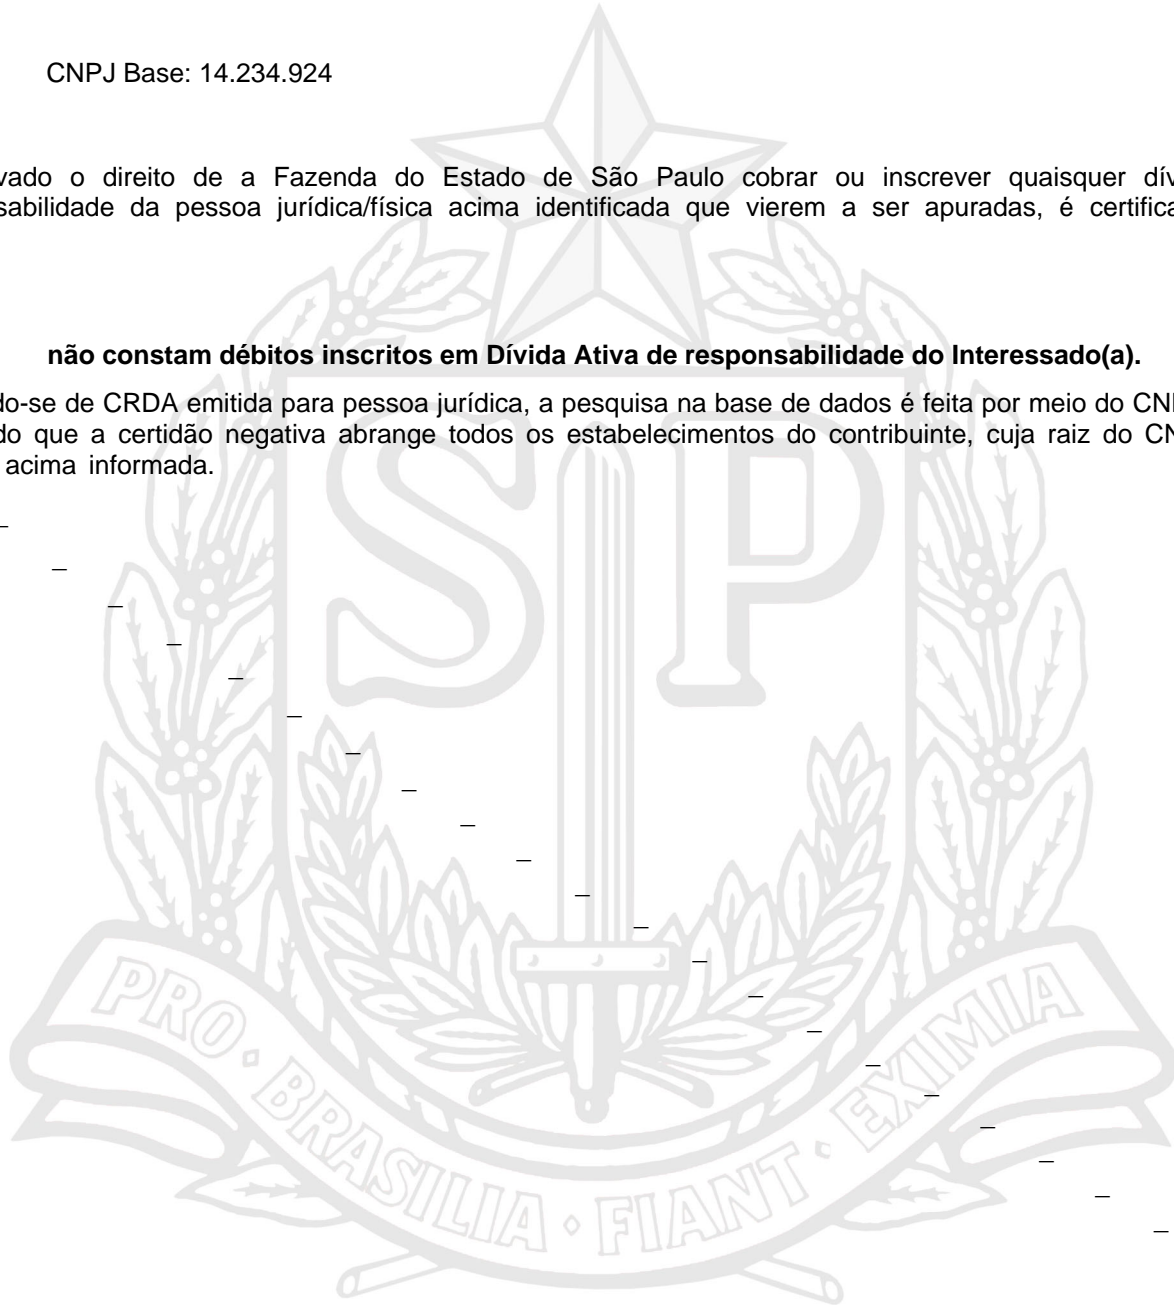 CNPJ Base: 14.234.924
vado o direito de a Fazenda do Estado de São Paulo cobrar ou inscrever quaisquer dív
sabilidade da pessoa jurídica/física acima identificada que vierem a ser apuradas, é certifica
não constam débitos inscritos em Dívida Ativa de responsabilidade do Interessado(a).
do-se de CRDA emitida para pessoa jurídica, a pesquisa na base de dados é feita por meio do CN
do que a certidão negativa abrange todos os estabelecimentos do contribuinte, cuja raiz do CN
acima informada.
SP
PRO · BRASILIA · FIANT · EXIMIA